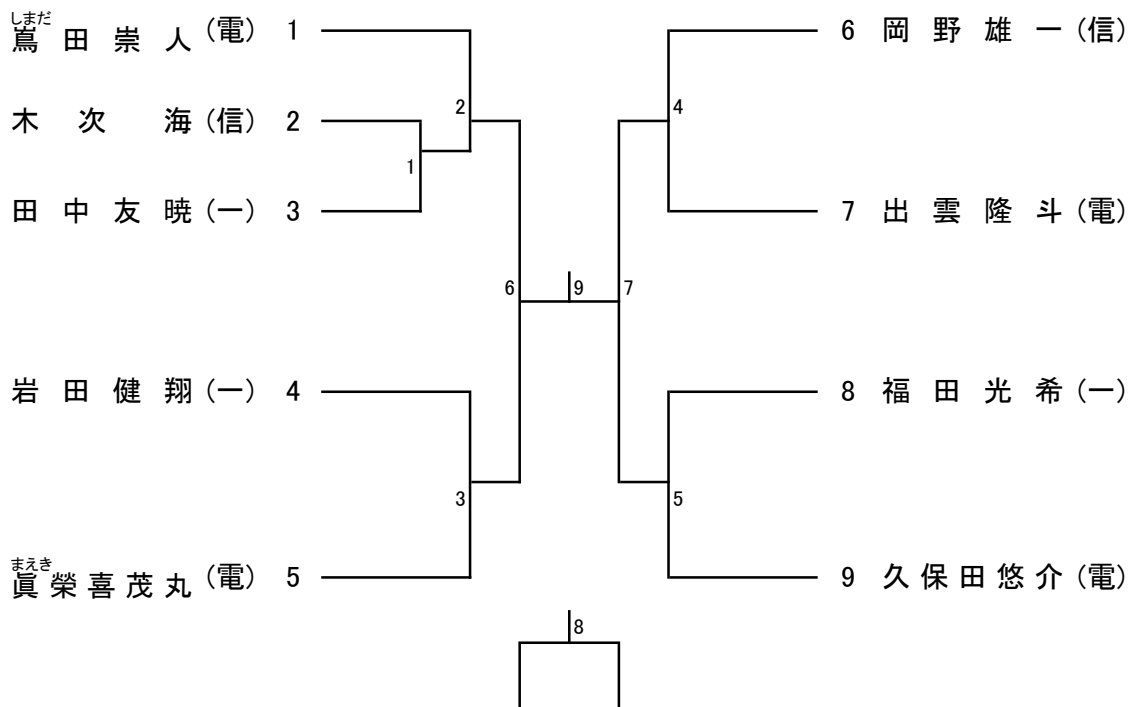 しまだ
嶌田崇人(電) 1
木次 海(信) 2
田中友暁(一) 3
岩田健翔(一) 4
まえき
眞榮喜茂丸(電) 5
2
1
6
3
9
8
4
7
5
6 岡野雄一(信)
7 出雲隆斗(電)
8 福田光希(一)
9 久保田悠介(電)